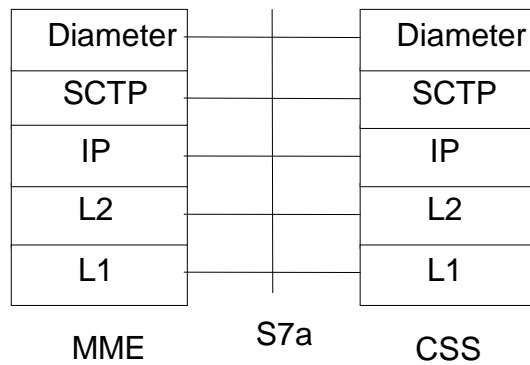 Diameter Diameter
SCTP SCTP
IP IP
L2 L2
L1 L1
MME S7a CSS